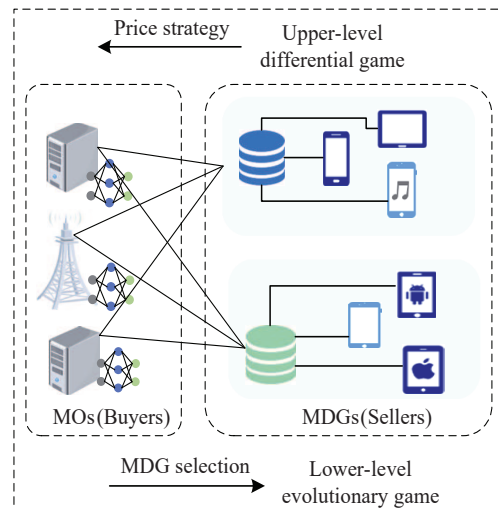 Price strategy
Upper-level
differential game
MOs(Buyers)
MDGs(Sellers)
MDG selection
Lower-level
evolutionary game